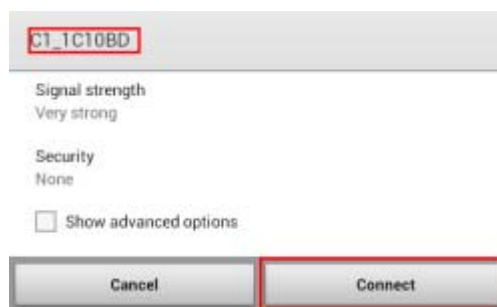 C1_1C10BD
Signal strength
Very strong
Security
None
Show advanced options
Cancel
Connect